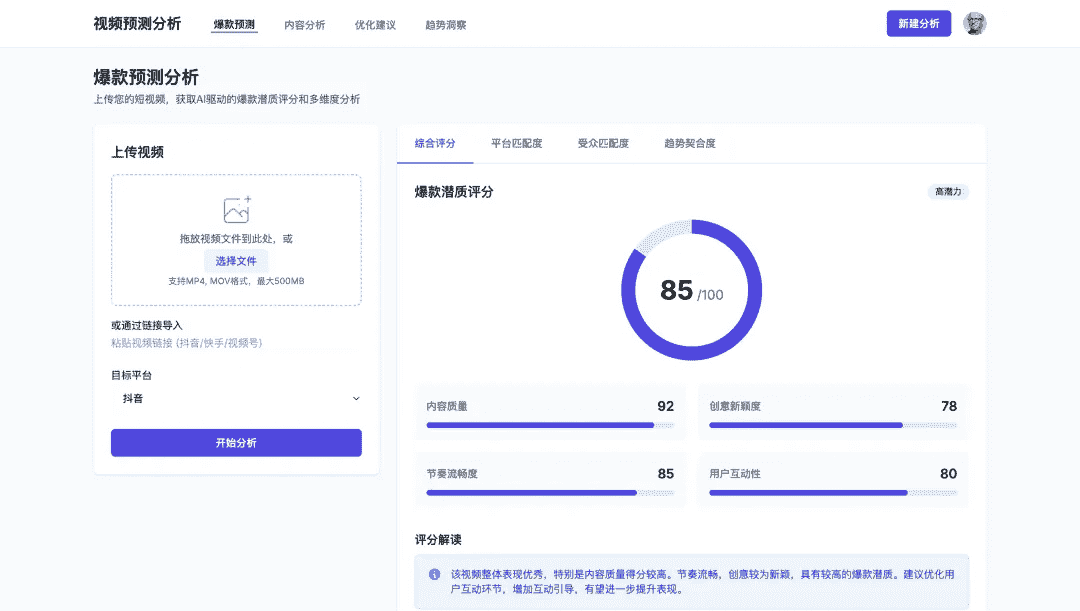 视频预测分析
爆款预测
内容分析
优化建议
趋势洞察
新建分析
爆款预测分析
上传您的短视频，获取AI驱动的爆款潜质评分和多维度分析
上传视频
拖放视频文件到此处，或
选择文件
支持MP4, MOV格式，最大500MB
或通过链接导入
粘贴视频链接 (抖音/快手/视频号)
目标平台
抖音
开始分析
综合评分
平台匹配度
受众匹配度
趋势契合度
爆款潜质评分
高潜力
85 /100
内容质量 92
创意新颖度 78
节奏流畅度 85
用户互动性 80
评分解读
该视频整体表现优秀，特别是内容质量得分较高。节奏流畅，创意较为新颖，具有较高的爆款潜质。建议优化用
户互动环节，增加互动引导，有望进一步提升表现。